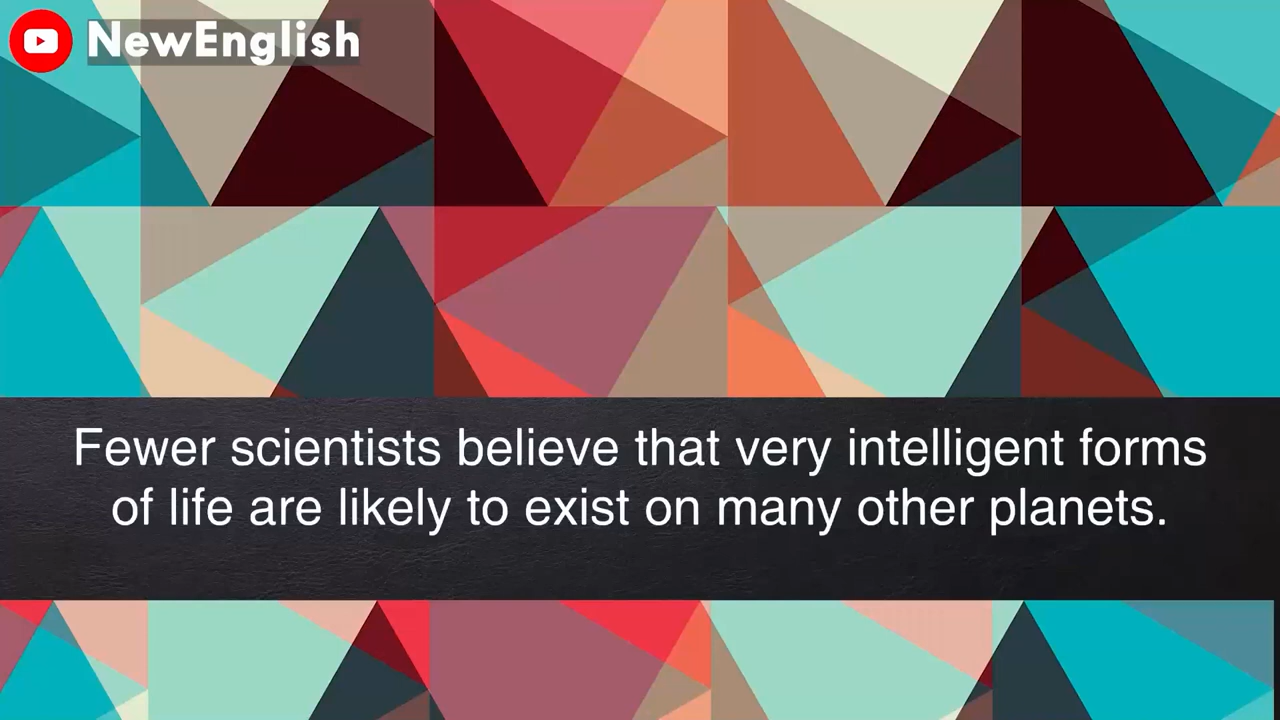 NewEnglish
Fewer scientists believe that very intelligent forms
of life are likely to exist on many other planets.